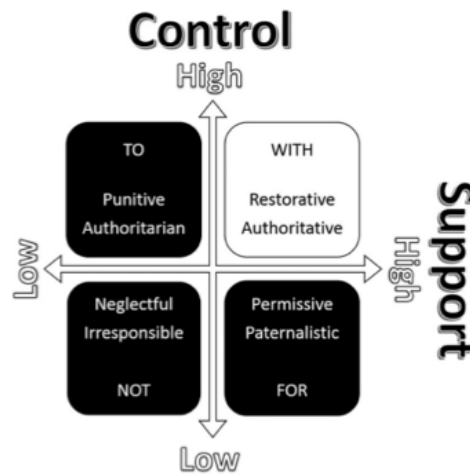 Control
High
TO
Punitive
Authoritarian
WITH
Restorative
Authoritative
Low
High
Support
Neglectful
Irresponsible
NOT
Permissive
Paternalistic
FOR
Low